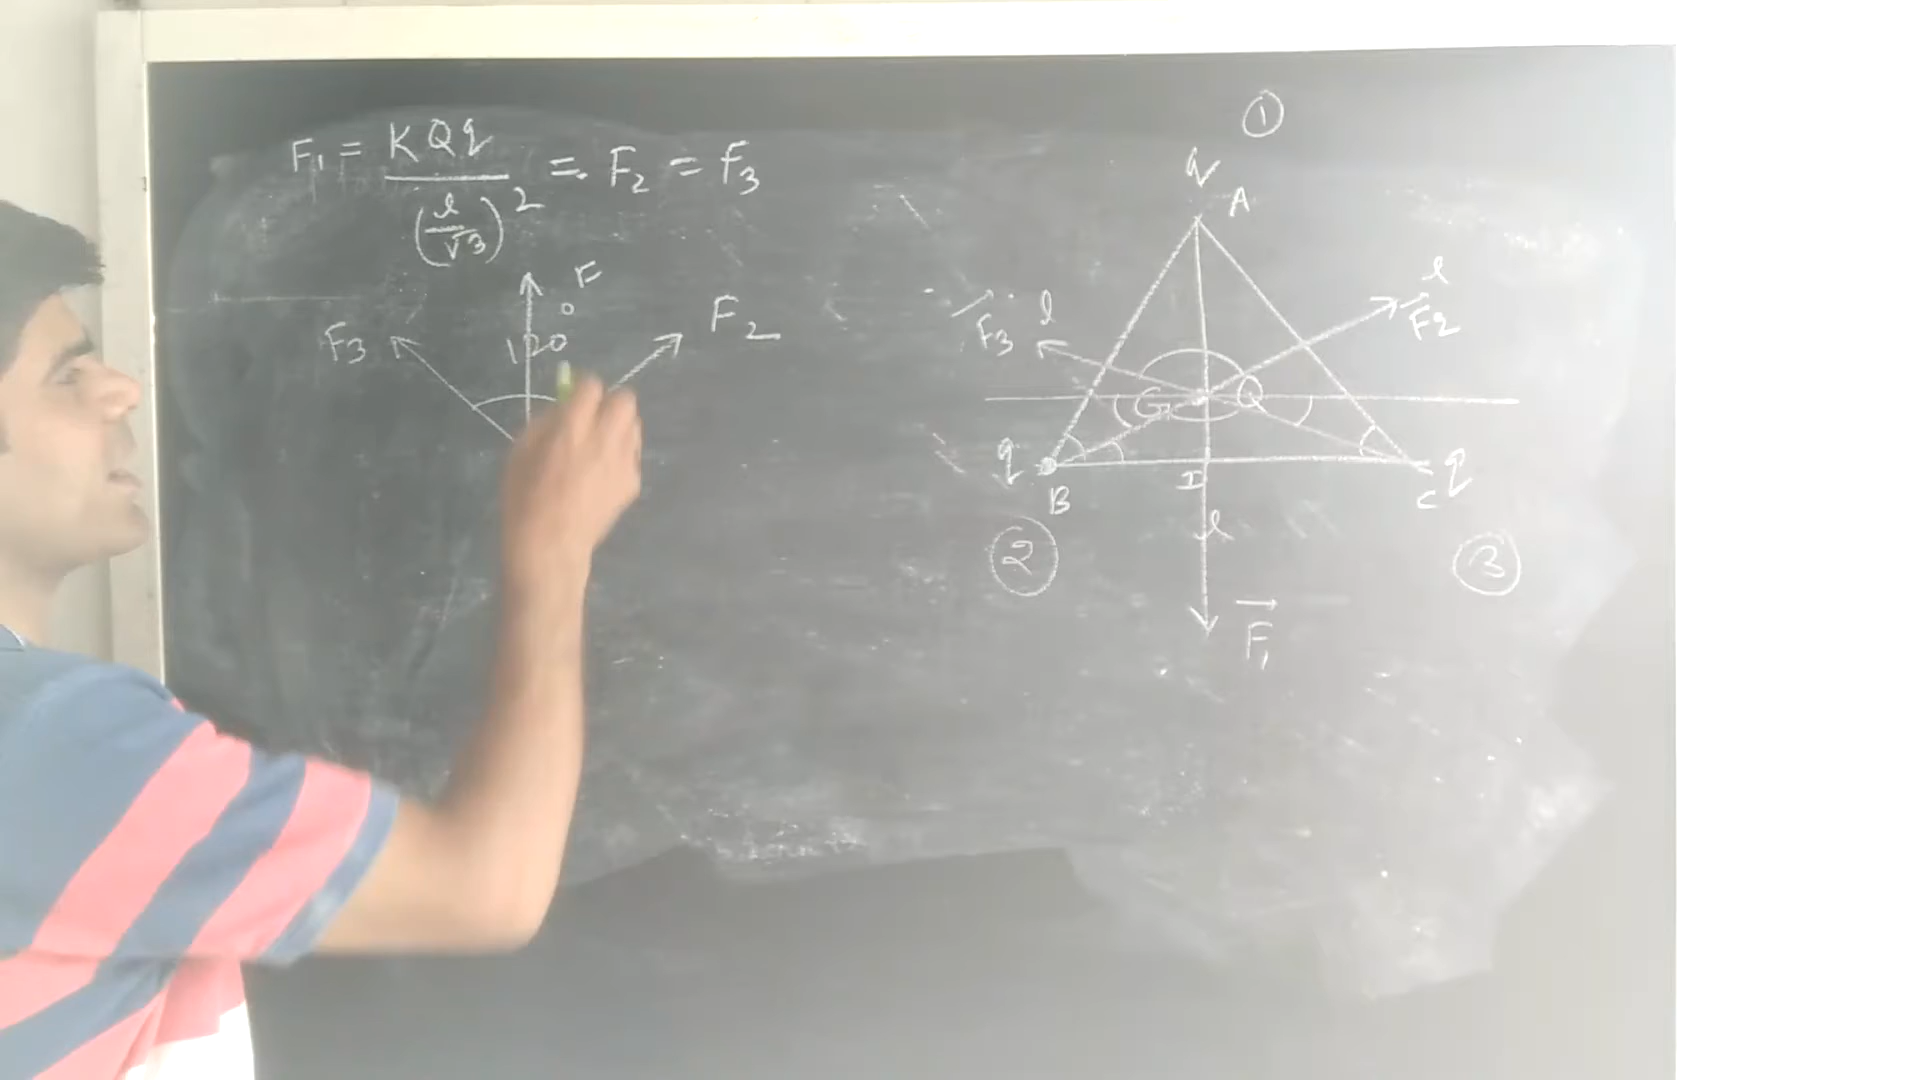 F₁ = KQq / (l/√3)² = F₂ = F₃
F
F₃
120°
F₂
①
q
A
l
F₂
F₃
l
G
Q
q
B
D
C
q
②
l
③
F₁